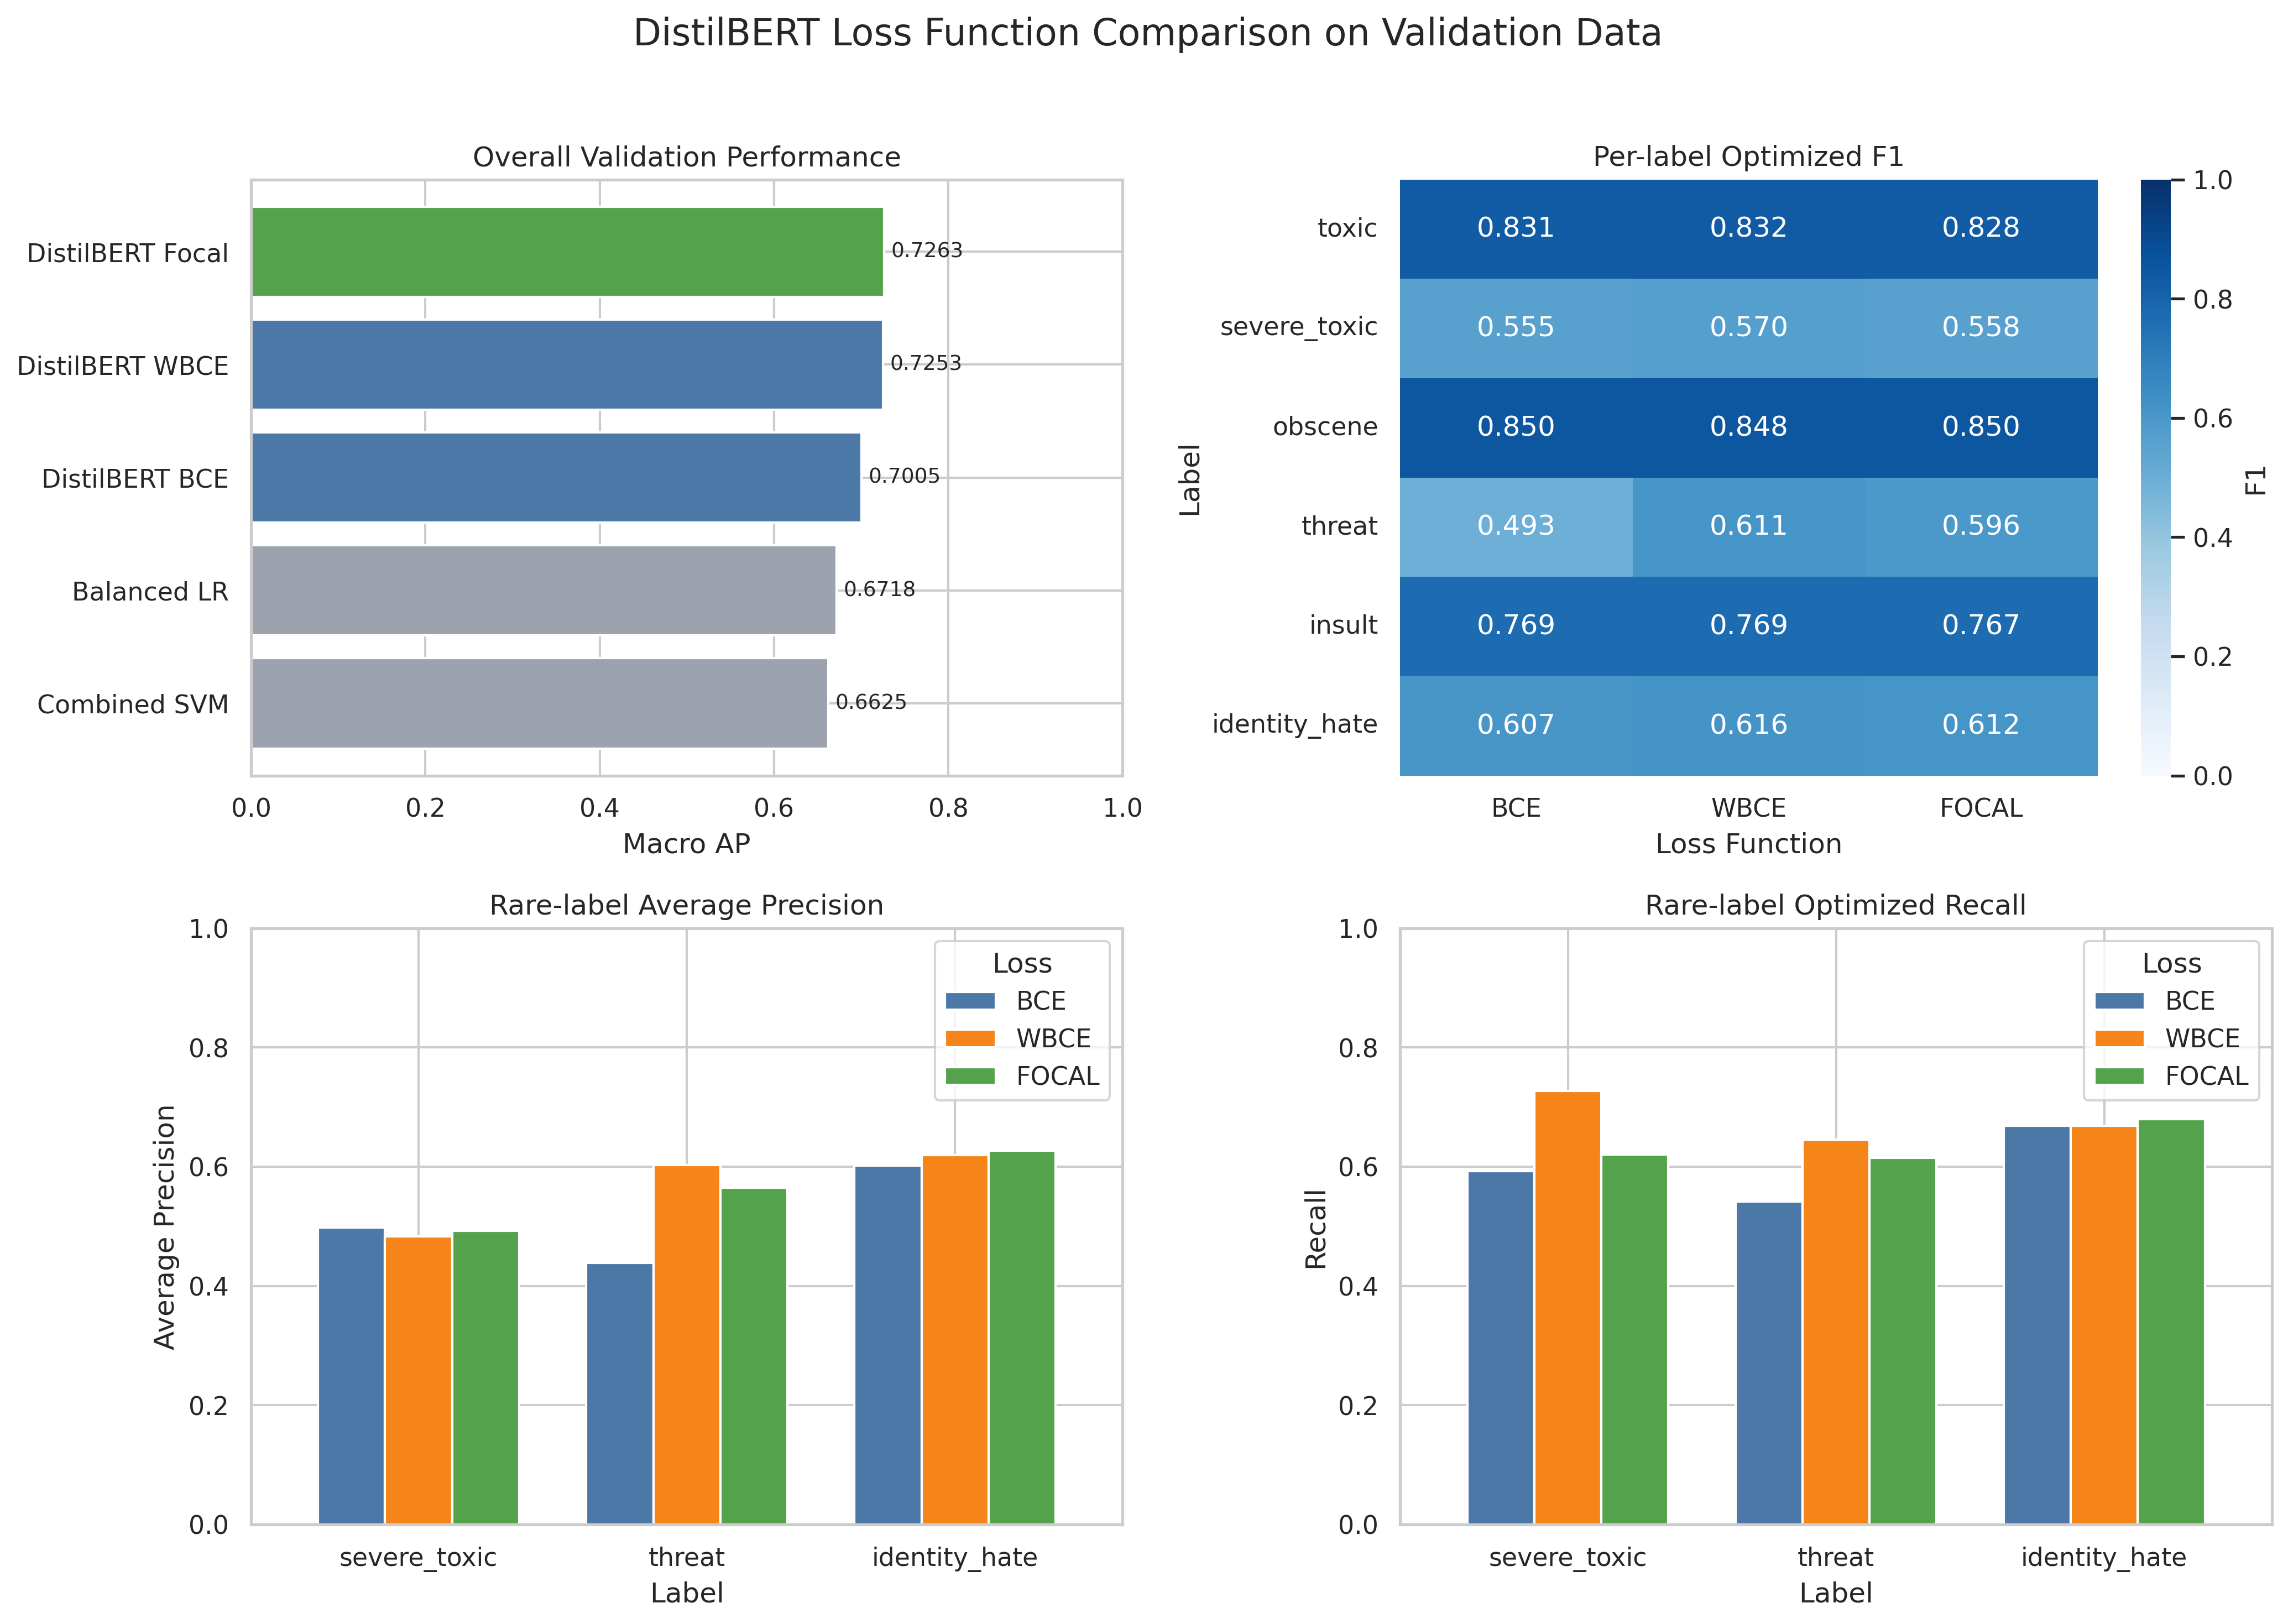 DistilBERT Loss Function Comparison on Validation Data
Overall Validation Performance
DistilBERT Focal
0.7263
DistilBERT WBCE
0.7253
DistilBERT BCE
0.7005
Balanced LR
0.6718
Combined SVM
0.6625
0.0 0.2 0.4 0.6 0.8 1.0
Macro AP
Per-label Optimized F1
Label
toxic 0.831 0.832 0.828
severe_toxic 0.555 0.570 0.558
obscene 0.850 0.848 0.850
threat 0.493 0.611 0.596
insult 0.769 0.769 0.767
identity_hate 0.607 0.616 0.612
BCE WBCE FOCAL
Loss Function
1.0
0.8
0.6
0.4
0.2
0.0
F1
Rare-label Average Precision
Average Precision
1.0
0.8
0.6
0.4
0.2
0.0
Loss
BCE
WBCE
FOCAL
severe_toxic threat identity_hate
Label
Rare-label Optimized Recall
Recall
1.0
0.8
0.6
0.4
0.2
0.0
Loss
BCE
WBCE
FOCAL
severe_toxic threat identity_hate
Label